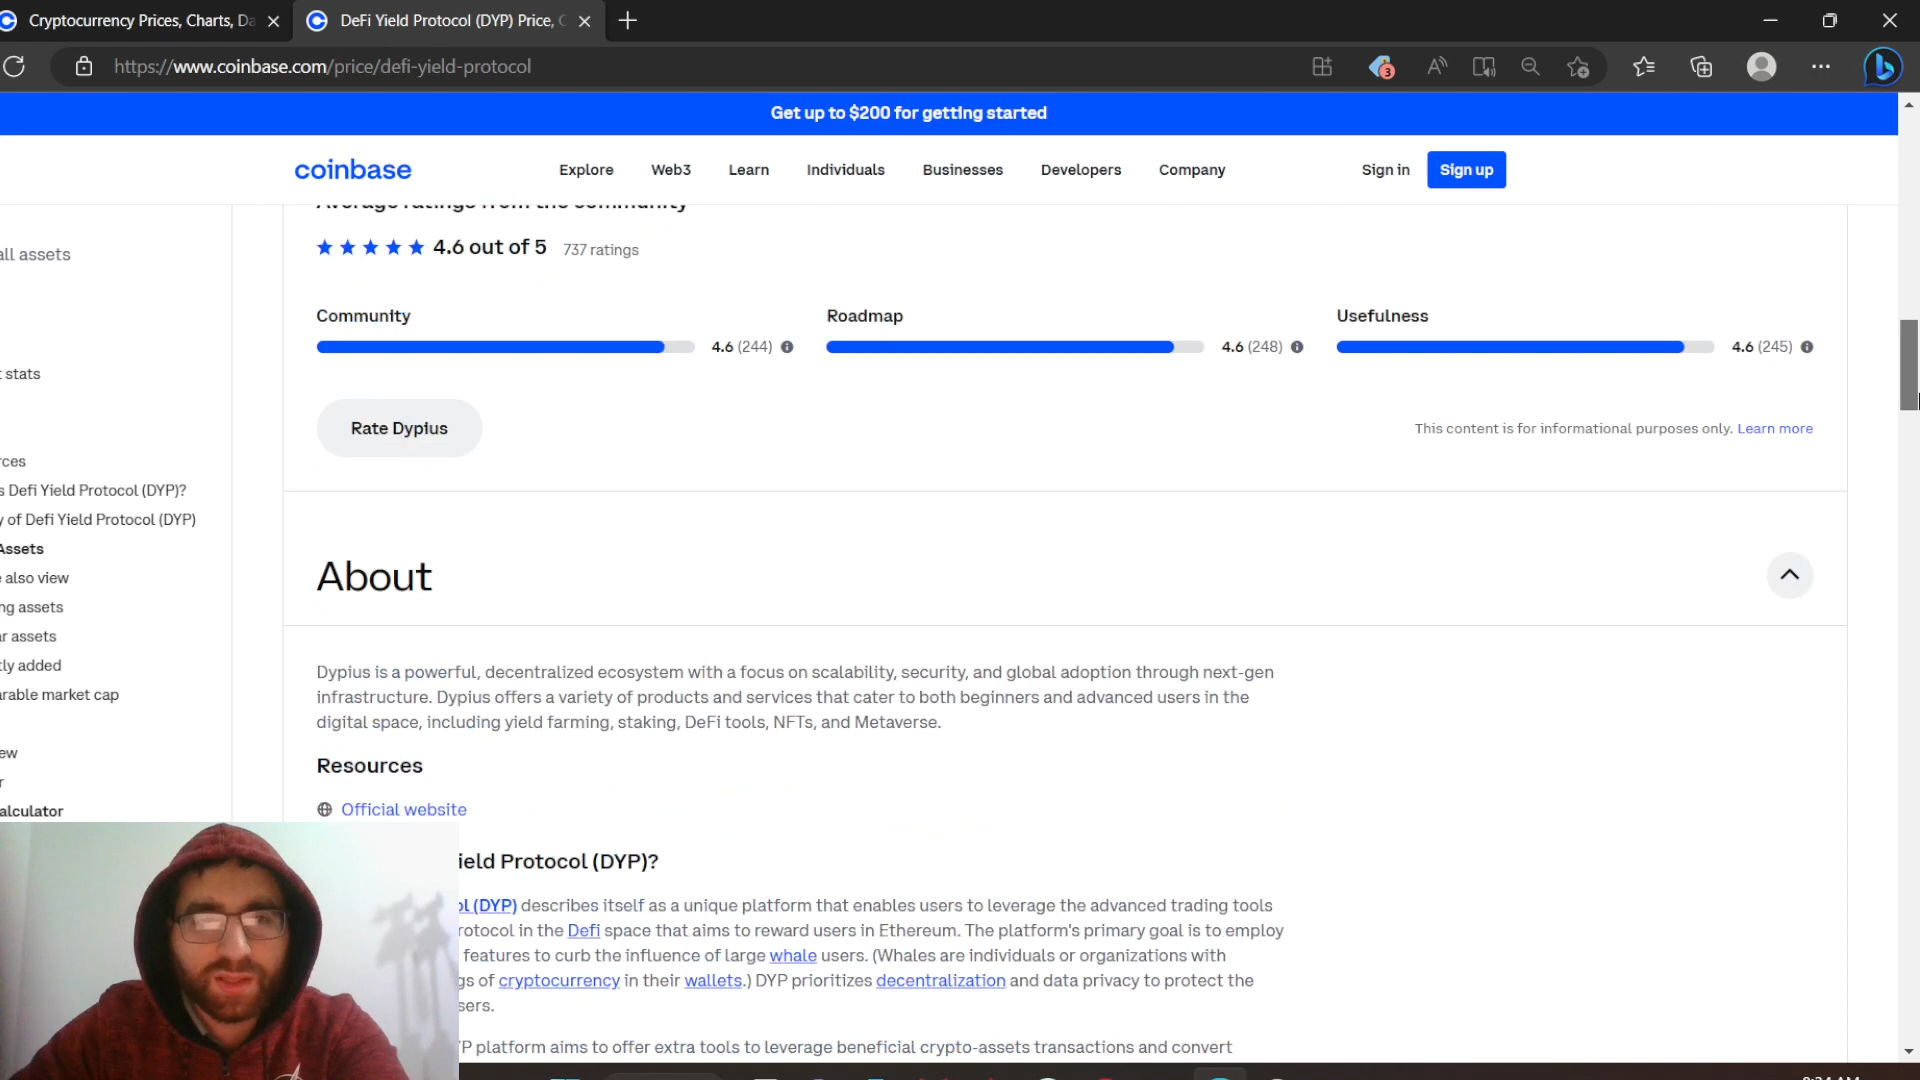 Cryptocurrency Prices, Charts, Da
DeFi Yield Protocol (DYP) Price, C
https://www.coinbase.com/price/defi-yield-protocol
3
Get up to $200 for getting started
coinbase
Explore
Web3
Learn
Individuals
Businesses
Developers
Company
Sign in
Sign up
Average ratings from the community
4.6 out of 5 737 ratings
Community
4.6 (244)
Roadmap
4.6 (248)
Usefulness
4.6 (245)
Rate Dypius
This content is for informational purposes only. Learn more
all assets
stats
rces
s Defi Yield Protocol (DYP)?
y of Defi Yield Protocol (DYP)
Assets
also view
ng assets
ar assets
tly added
arable market cap
ew
r
alculator
About
Dypius is a powerful, decentralized ecosystem with a focus on scalability, security, and global adoption through next-gen
infrastructure. Dypius offers a variety of products and services that cater to both beginners and advanced users in the
digital space, including yield farming, staking, DeFi tools, NFTs, and Metaverse.
Resources
Official website
ield Protocol (DYP)?
ol (DYP) describes itself as a unique platform that enables users to leverage the advanced trading tools
rotocol in the Defi space that aims to reward users in Ethereum. The platform's primary goal is to employ
features to curb the influence of large whale users. (Whales are individuals or organizations with
gs of cryptocurrency in their wallets.) DYP prioritizes decentralization and data privacy to protect the
sers.
P platform aims to offer extra tools to leverage beneficial crypto-assets transactions and convert